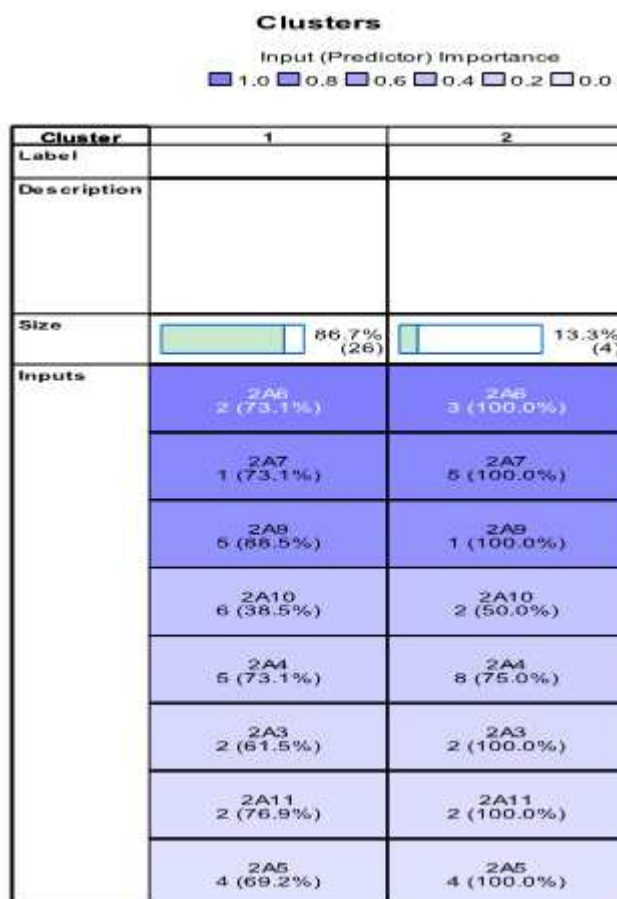 Clusters
Input (Predictor) Importance
1.0 0.8 0.6 0.4 0.2 0.0
Cluster 1 2
Label
Description
Size 86.7% (26) 13.3% (4)
Inputs
2A6 2A6
2 (73.1%) 3 (100.0%)
2A7 2A7
1 (73.1%) 5 (100.0%)
2A9 2A9
5 (88.5%) 1 (100.0%)
2A10 2A10
6 (38.5%) 2 (50.0%)
2A4 2A4
5 (73.1%) 8 (75.0%)
2A3 2A3
2 (61.5%) 2 (100.0%)
2A11 2A11
2 (76.9%) 2 (100.0%)
2A5 2A5
4 (69.2%) 4 (100.0%)